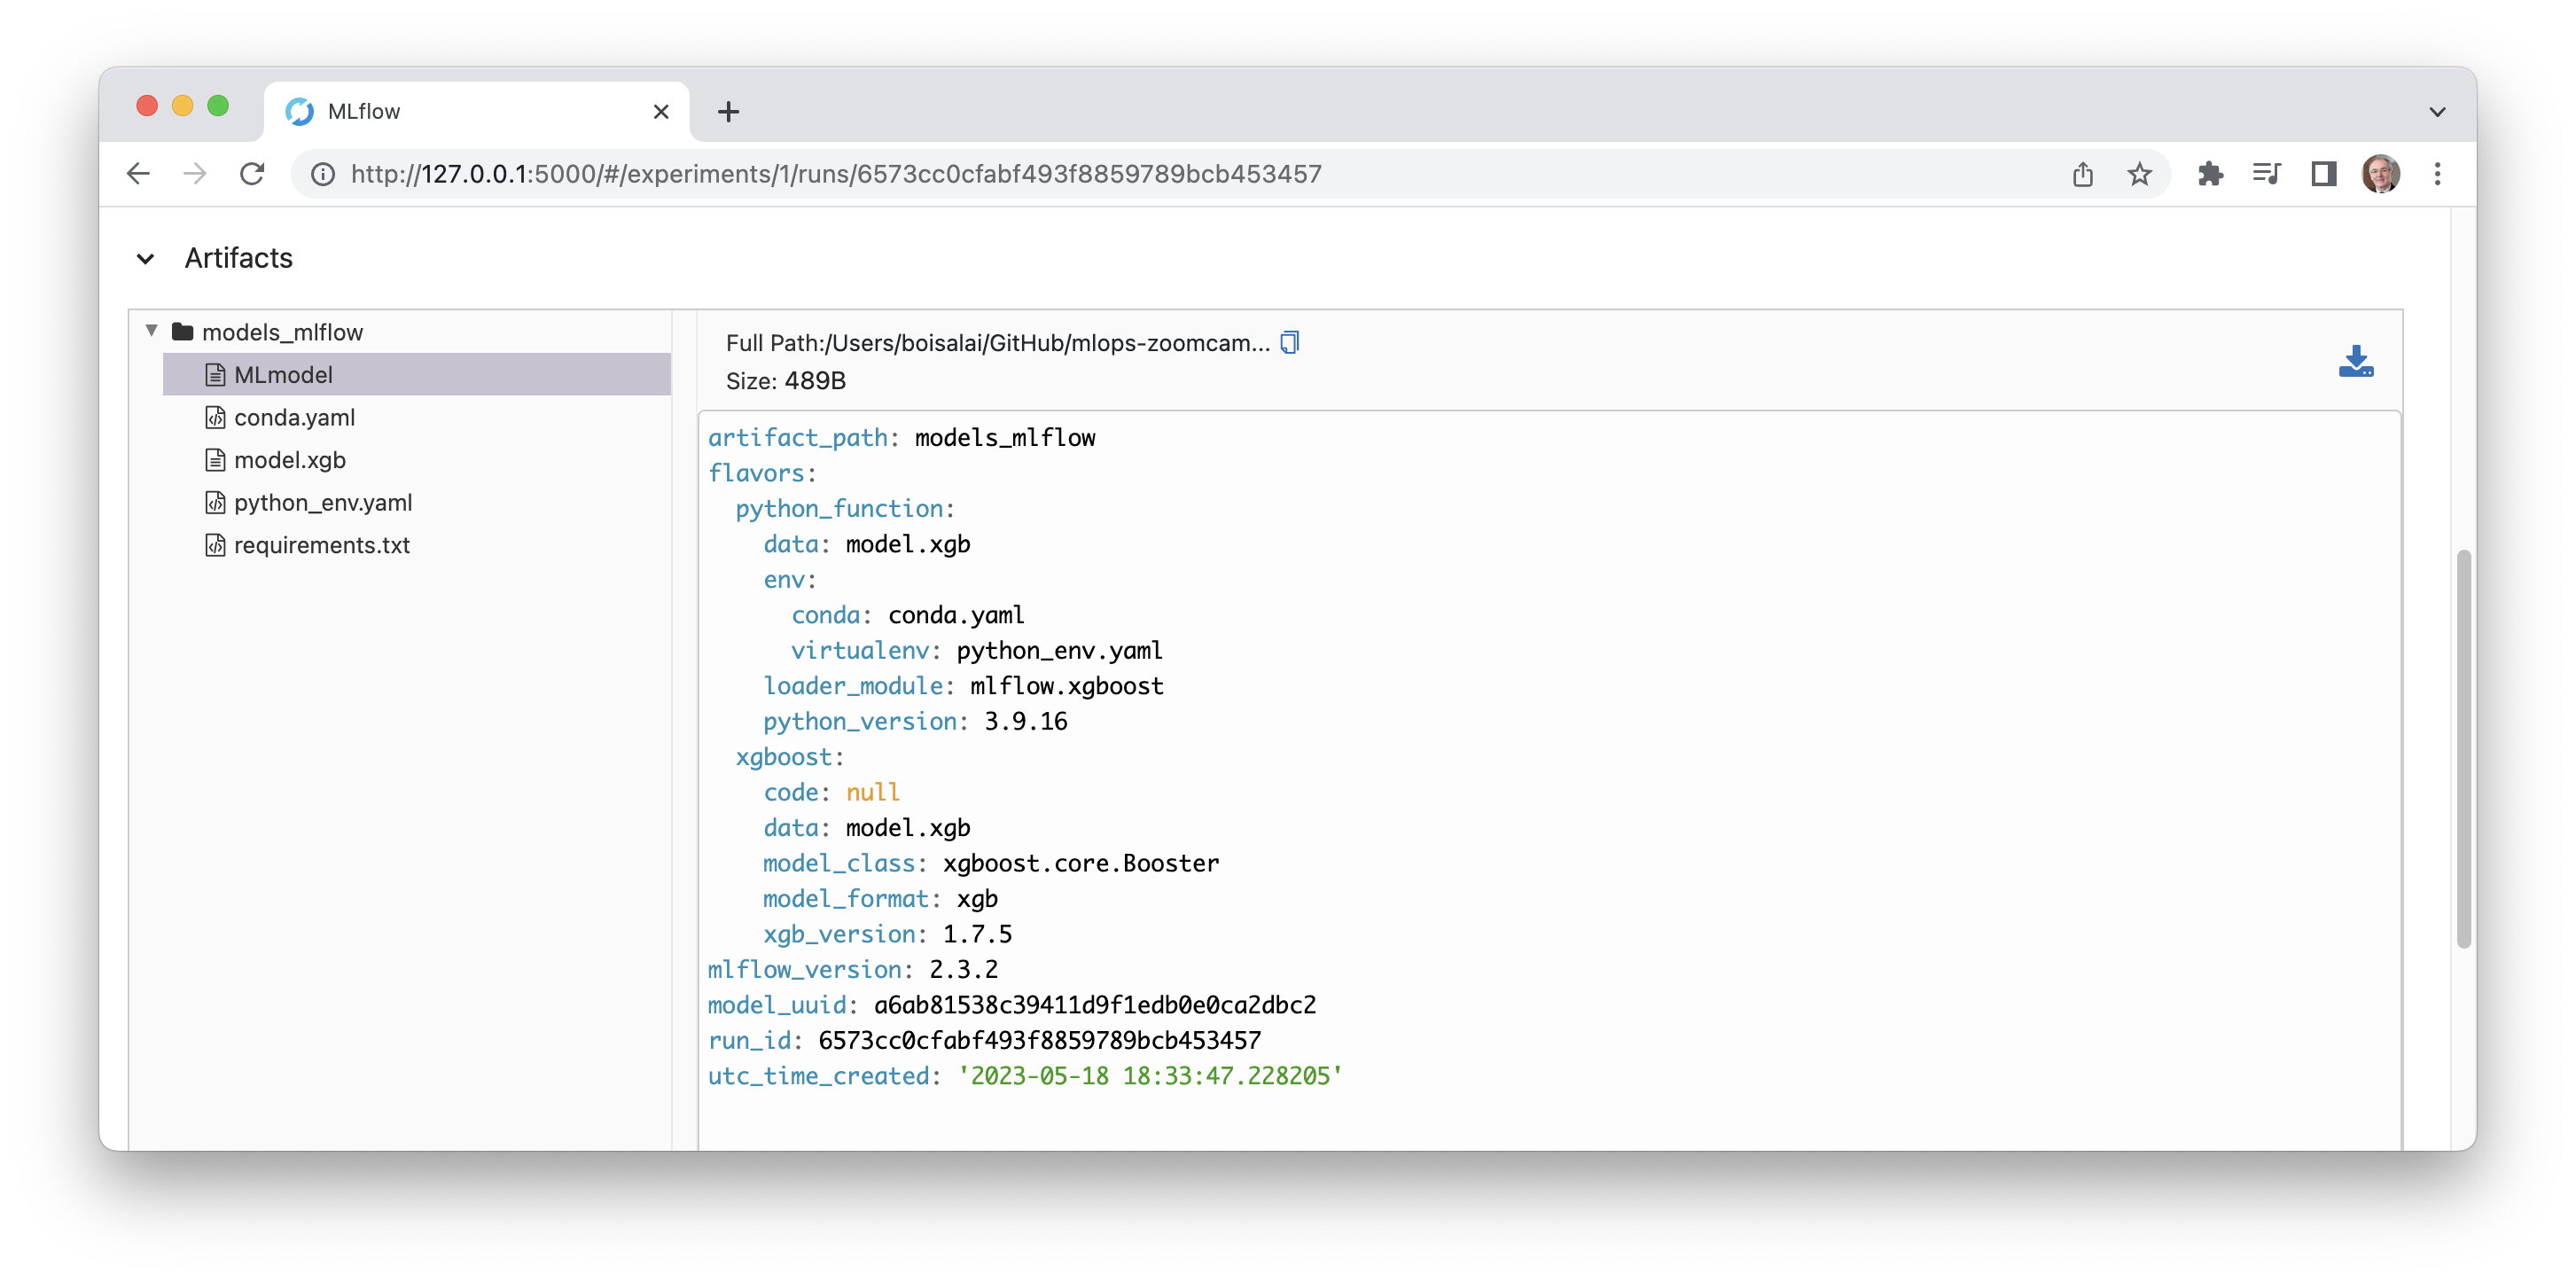 MLflow
http://127.0.0.1:5000/#/experiments/1/runs/6573cc0cfabf493f8859789bcb453457
Artifacts
models_mlflow
MLmodel
conda.yaml
model.xgb
python_env.yaml
requirements.txt
Full Path:/Users/boisalai/GitHub/mlops-zoomcam...
Size: 489B
artifact_path: models_mlflow
flavors:
  python_function:
    data: model.xgb
    env:
      conda: conda.yaml
      virtualenv: python_env.yaml
    loader_module: mlflow.xgboost
    python_version: 3.9.16
  xgboost:
    code: null
    data: model.xgb
    model_class: xgboost.core.Booster
    model_format: xgb
    xgb_version: 1.7.5
mlflow_version: 2.3.2
model_uuid: a6ab81538c39411d9f1edb0e0ca2dbc2
run_id: 6573cc0cfabf493f8859789bcb453457
utc_time_created: '2023-05-18 18:33:47.228205'